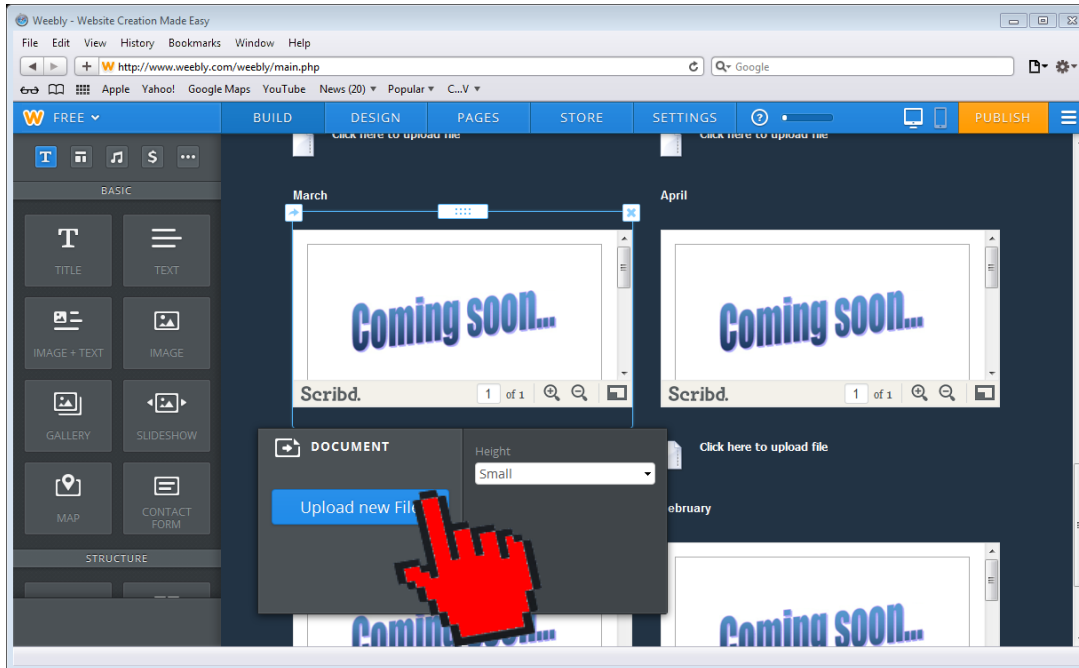 Weebly - Website Creation Made Easy
File Edit View History Bookmarks Window Help
http://www.weebly.com/weebly/main.php
Google
Apple Yahoo! Google Maps YouTube News (20) Popular C...V
FREE BUILD DESIGN PAGES STORE SETTINGS ? PUBLISH
Click here to upload file
Click here to upload file
BASIC
March
April
TITLE
TEXT
IMAGE + TEXT
IMAGE
GALLERY
SLIDESHOW
MAP
CONTACT FORM
STRUCTURE
Coming soon...
Scribd. 1 of 1
Coming soon...
Scribd. 1 of 1
DOCUMENT
Upload new File
Height
Small
Click here to upload file
ebruary
Coming soon...
Coming soon...